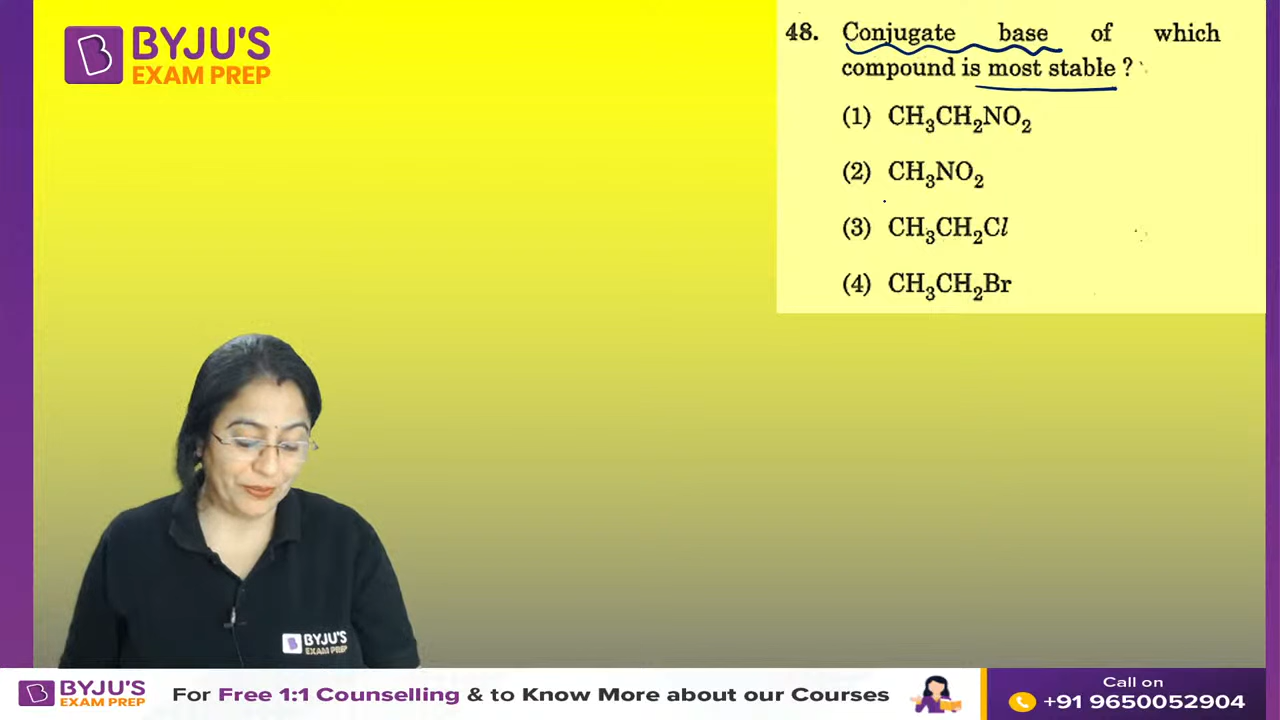 BYJU'S
EXAM PREP
48. Conjugate base of which
compound is most stable ?
(1) CH₃CH₂NO₂
(2) CH₃NO₂
(3) CH₃CH₂Cl
(4) CH₃CH₂Br
BYJU'S
EXAM PREP
BYJU'S
EXAM PREP
For Free 1:1 Counselling & to Know More about our Courses
Call on
+91 9650052904